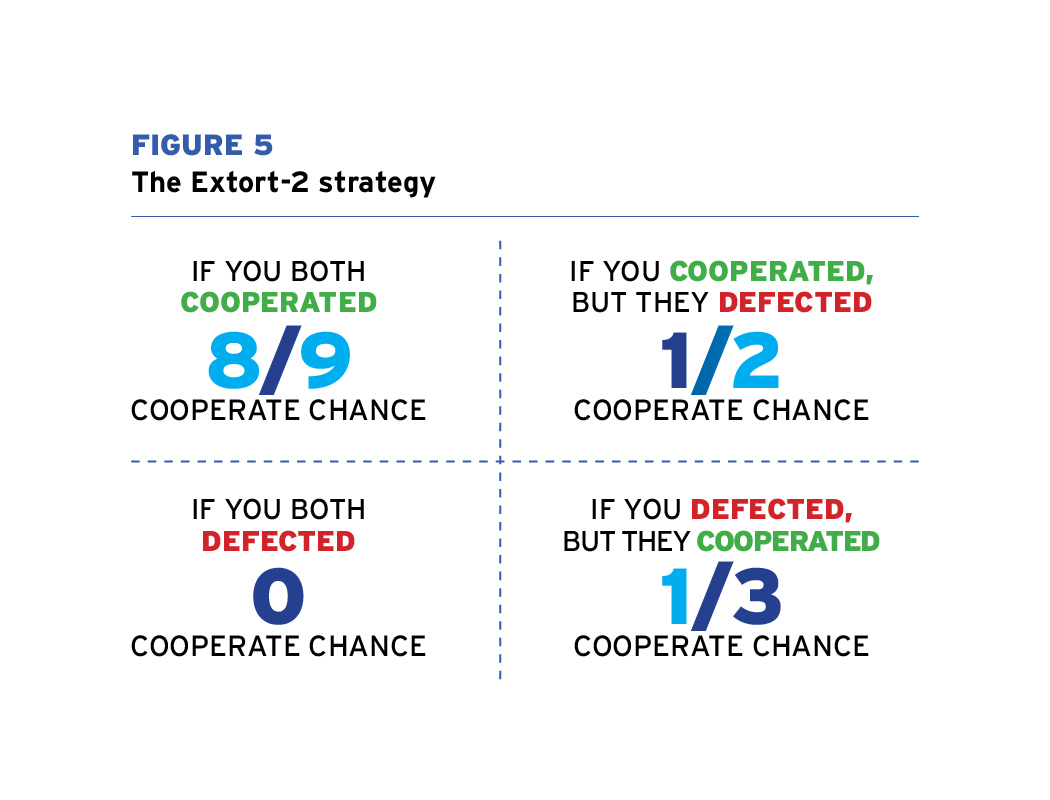 FIGURE 5
The Extort-2 strategy
IF YOU BOTH
COOPERATED
8/9
COOPERATE CHANCE
IF YOU COOPERATED,
BUT THEY DEFECTED
1/2
COOPERATE CHANCE
IF YOU BOTH
DEFECTED
0
COOPERATE CHANCE
IF YOU DEFECTED,
BUT THEY COOPERATED
1/3
COOPERATE CHANCE